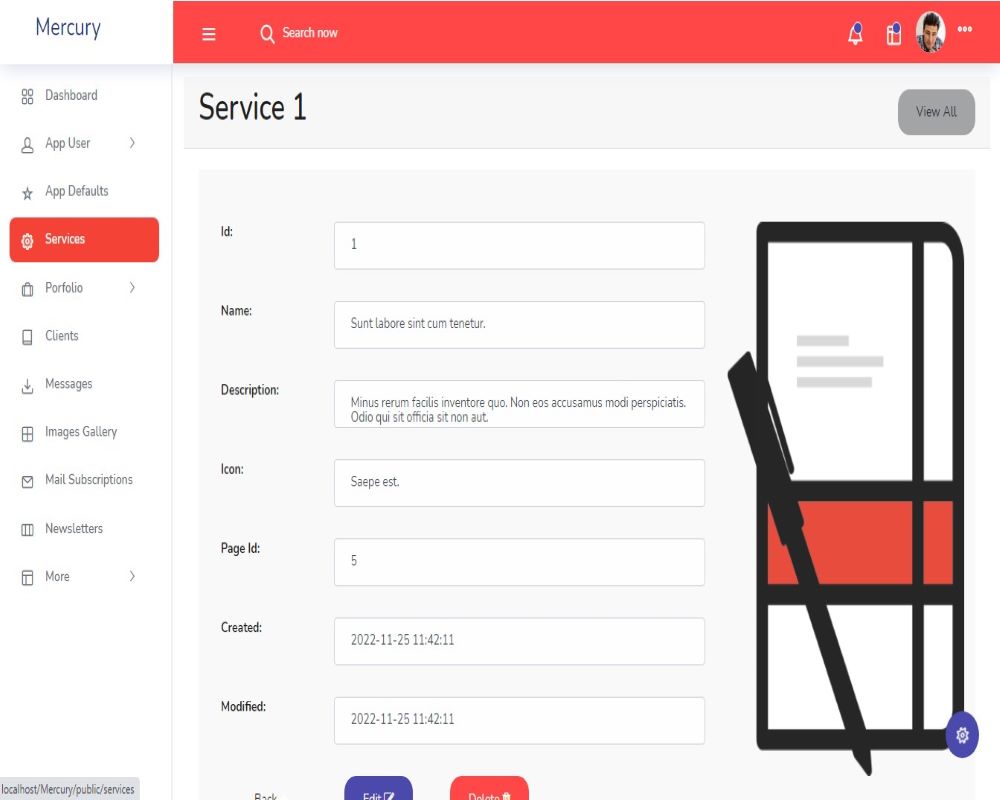 Mercury
Search now
•••
Dashboard
App User
App Defaults
Services
Porfolio
Clients
Messages
Images Gallery
Mail Subscriptions
Newsletters
More
Service 1
View All
Id:
1
Name:
Sunt labore sint cum tenetur.
Description:
Minus rerum facilis inventore quo. Non eos accusamus modi perspiciatis.
Odio qui sit officia sit non aut.
Icon:
Saepe est.
Page Id:
5
Created:
2022-11-25 11:42:11
Modified:
2022-11-25 11:42:11
Back
Edit
Delete
localhost/Mercury/public/services